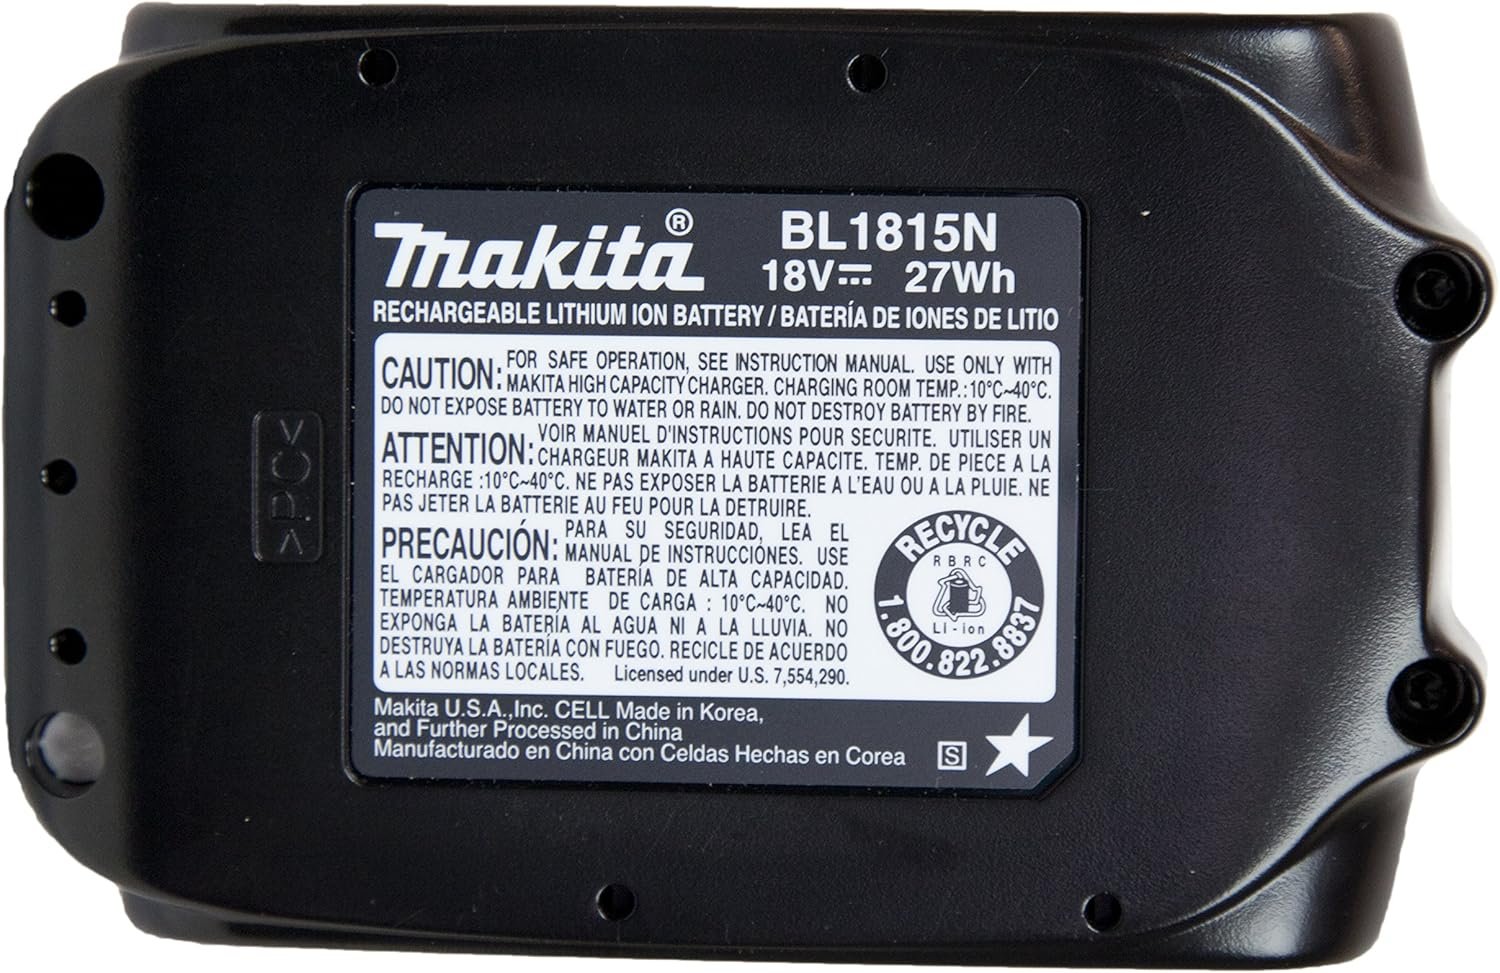 makita®
BL1815N
18V⎓ 27Wh
RECHARGEABLE LITHIUM ION BATTERY / BATERÍA DE IONES DE LITIO
CAUTION: FOR SAFE OPERATION, SEE INSTRUCTION MANUAL. USE ONLY WITH
MAKITA HIGH CAPACITY CHARGER. CHARGING ROOM TEMP.:10°C~40°C.
DO NOT EXPOSE BATTERY TO WATER OR RAIN. DO NOT DESTROY BATTERY BY FIRE.
ATTENTION: VOIR MANUEL D'INSTRUCTIONS POUR SECURITE. UTILISER UN
CHARGEUR MAKITA A HAUTE CAPACITE. TEMP. DE PIECE A LA
RECHARGE :10°C~40°C. NE PAS EXPOSER LA BATTERIE A L'EAU OU A LA PLUIE. NE
PAS JETER LA BATTERIE AU FEU POUR LA DETRUIRE.
PRECAUCIÓN: PARA SU SEGURIDAD, LEA EL
MANUAL DE INSTRUCCIÓNES. USE
EL CARGADOR PARA BATERÍA DE ALTA CAPACIDAD.
TEMPERATURA AMBIENTE DE CARGA : 10°C~40°C. NO
EXPONGA LA BATERÍA AL AGUA NI A LA LLUVIA. NO
DESTRUYA LA BATERÍA CON FUEGO. RECICLE DE ACUERDO
A LAS NORMAS LOCALES. Licensed under U.S. 7,554,290.
RECYCLE
RBRC
Li-ion
1.800.822.8837
Makita U.S.A.,Inc. CELL Made in Korea,
and Further Processed in China
Manufacturado en China con Celdas Hechas en Corea
S
>PC<